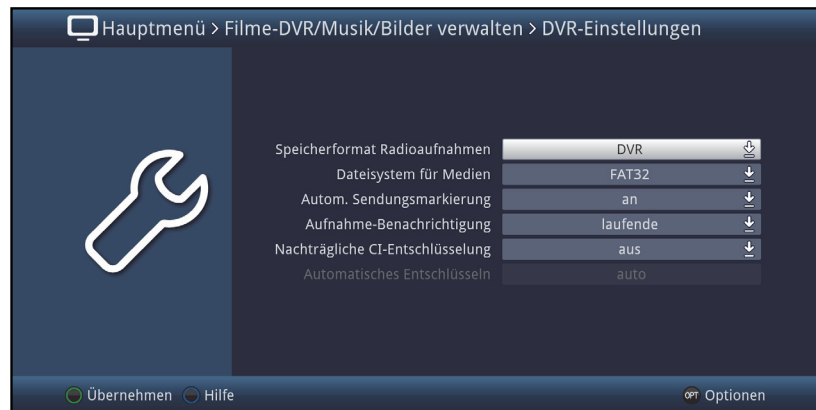 Hauptmenü > Filme-DVR/Musik/Bilder verwalten > DVR-Einstellungen
Speicherformat Radioaufnahmen DVR
Dateisystem für Medien FAT32
Autom. Sendungsmarkierung an
Aufnahme-Benachrichtigung laufende
Nachträgliche CI-Entschlüsselung aus
Automatisches Entschlüsseln auto
Übernehmen Hilfe OPT Optionen